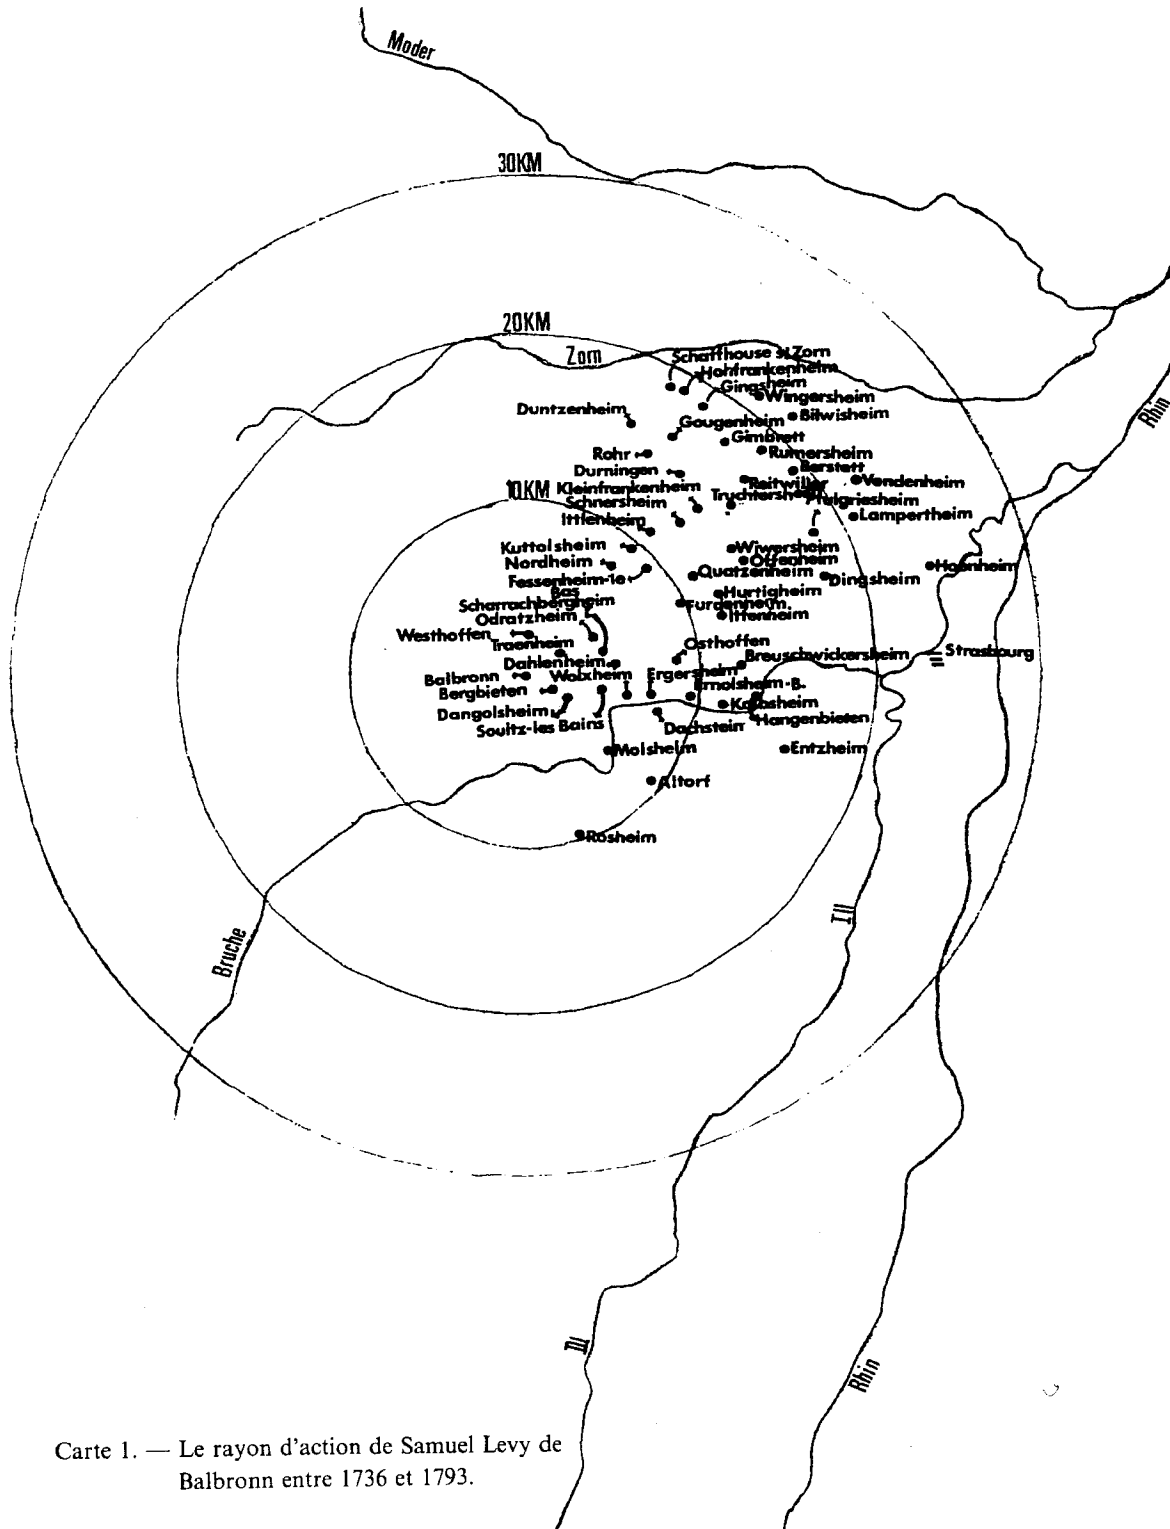 Moder
30KM
20KM
Zorn
Schaffhouse s/Zorn
Hohfrankenheim
Gingsheim
Wingersheim
Duntzenheim
Bilwisheim
Gougenheim
Gimbrett
Rhin
Rohr
Rumersheim
Durningen
Berstett
10KM
Kleinfrankenheim
Reitwiller
Vendenheim
Schnersheim
Truchtersheim
Pfulgriesheim
Ittlenheim
Lampertheim
Kuttolsheim
Wiwersheim
Nordheim
Offenheim
Hoenheim
Fessenheim-le
Bas
Quatzenheim
Dingsheim
Scharrachbergheim
Hurtigheim
Furdenheim
Odratzheim
Ittenheim
Westhoffen
Traenheim
Osthoffen
Strasbourg
Dahlenheim
Breuschwickersheim
Balbronn
Wolxheim
Ergersheim
Bergbieten
Ernolsheim-B.
Dangolsheim
Kolbsheim
Soultz-les Bains
Dachstein
Hangenbieten
Molsheim
Entzheim
Altorf
Rosheim
Ill
Bruche
Ill
Rhin
Carte 1. — Le rayon d'action de Samuel Levy de
Balbronn entre 1736 et 1793.